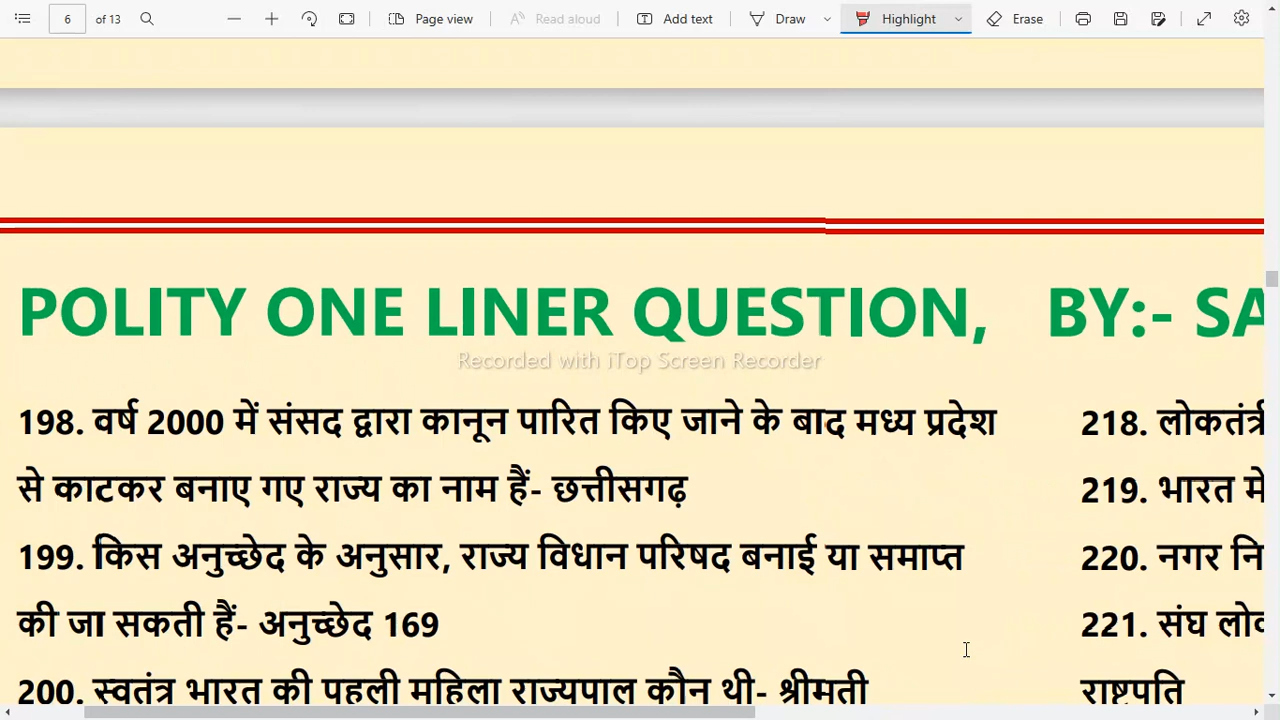 6 of 13 Page view Read aloud Add text Draw Highlight Erase
POLITY ONE LINER QUESTION, BY:- SA
Recorded with iTop Screen Recorder
198. वर्ष 2000 में संसद द्वारा कानून पारित किए जाने के बाद मध्य प्रदेश
से काटकर बनाए गए राज्य का नाम हैं- छत्तीसगढ़
199. किस अनुच्छेद के अनुसार, राज्य विधान परिषद बनाई या समाप्त
की जा सकती हैं- अनुच्छेद 169
200. स्वतंत्र भारत की पहली महिला राज्यपाल कौन थी- श्रीमती
218. लोकतंत्री
219. भारत में
220. नगर नि
221. संघ लो
राष्ट्रपति